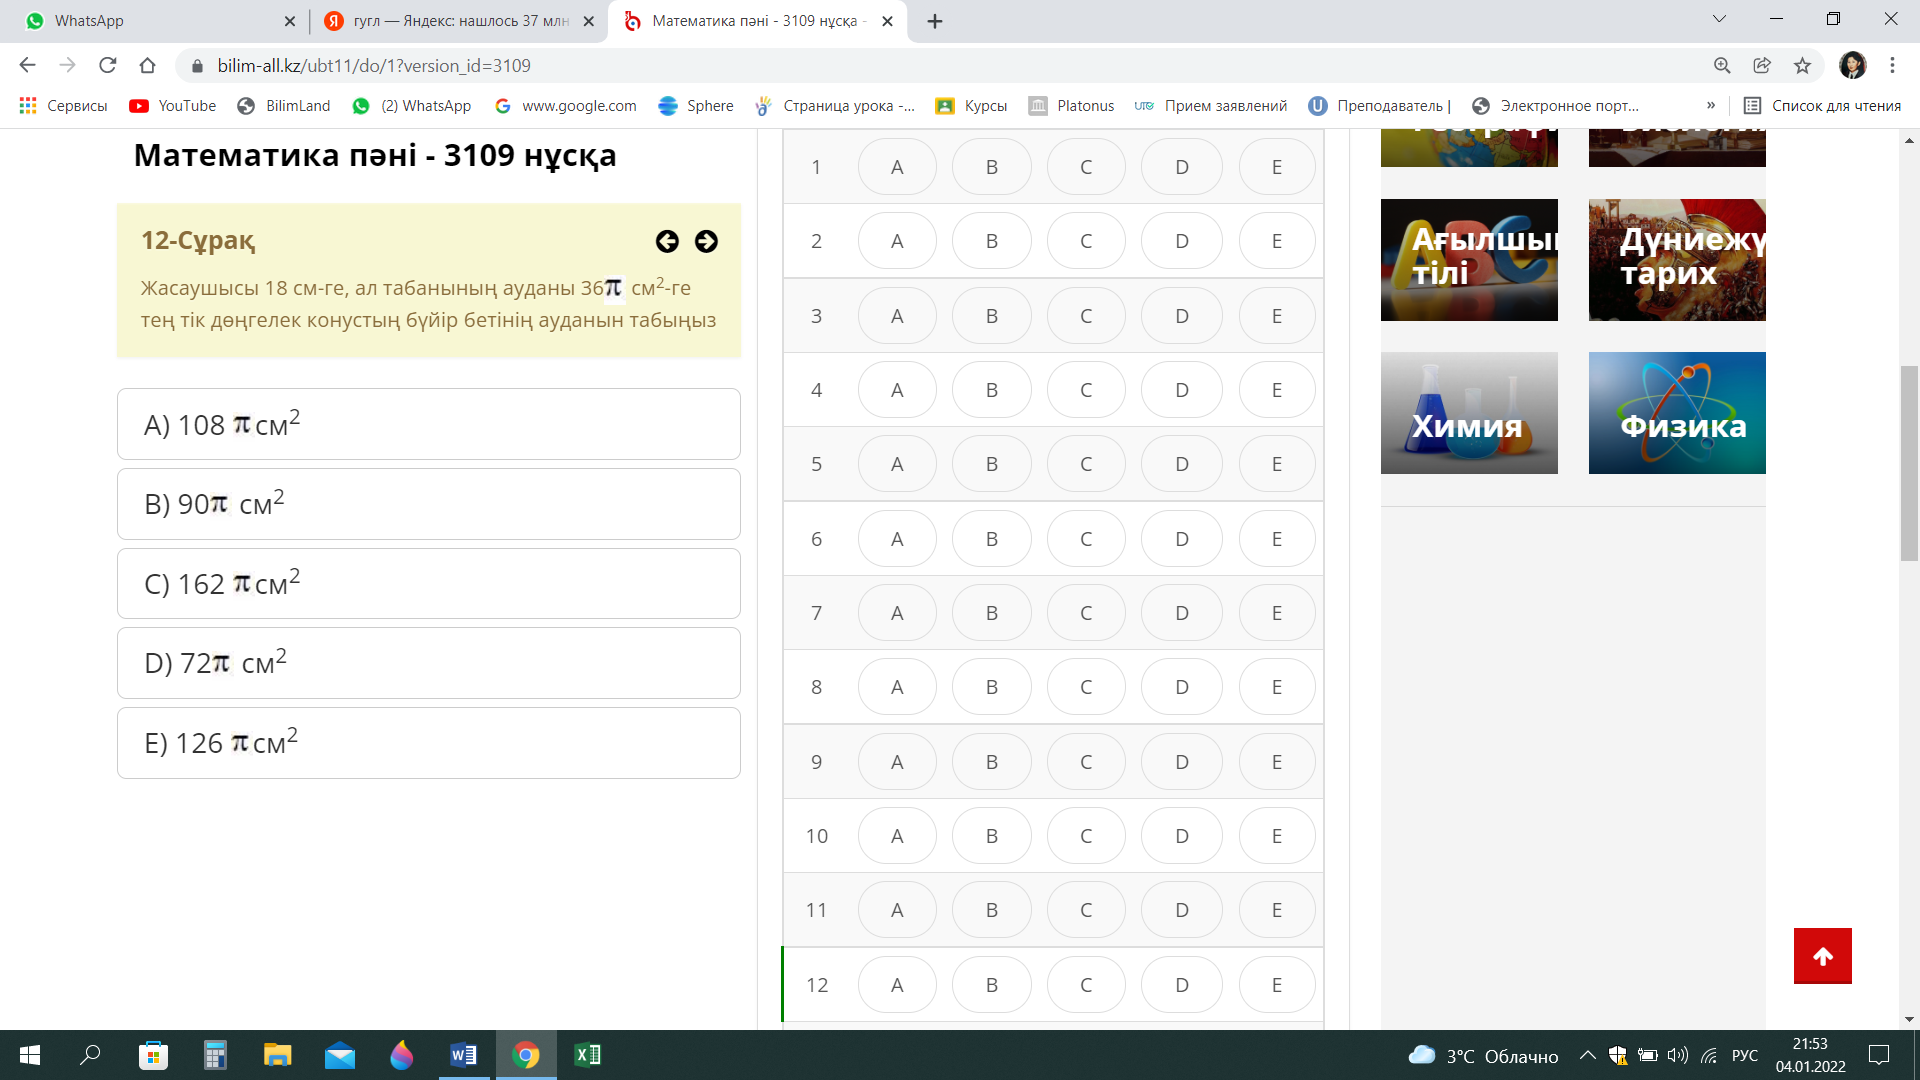 WhatsApp
гугл — Яндекс: нашлось 37 млн
Математика пәні - 3109 нұсқа -
bilim-all.kz/ubt11/do/1?version_id=3109
Сервисы
YouTube
BilimLand
(2) WhatsApp
www.google.com
Sphere
Страница урока -...
Курсы
Platonus
Прием заявлений
Преподаватель |
Электронное порт...
»
Список для чтения
Математика пәні - 3109 нұсқа
12-Сұрақ
Жасаушысы 18 см-ге, ал табанының ауданы 36π см²-ге
тең тік дөңгелек конустың бүйір бетінің ауданын табыңыз
A) 108 π см²
B) 90π см²
C) 162 π см²
D) 72π см²
E) 126 π см²
1 A B C D E
2 A B C D E
3 A B C D E
4 A B C D E
5 A B C D E
6 A B C D E
7 A B C D E
8 A B C D E
9 A B C D E
10 A B C D E
11 A B C D E
12 A B C D E
Ағылшын
тілі
Дүниежү
тарих
Химия
Физика
3°C Облачно
РУС
21:53
04.01.2022